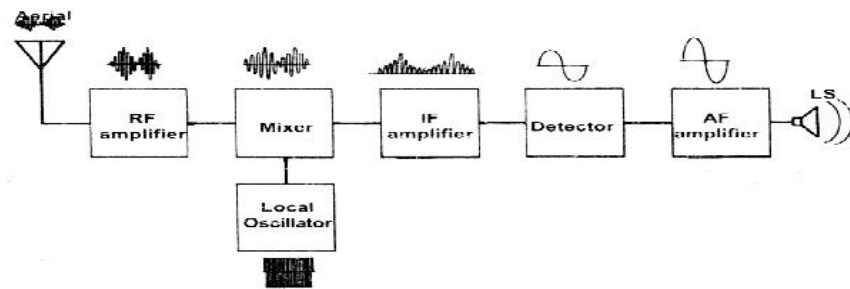 Aerial
RF
amplifier
Mixer
IF
amplifier
Detector
AF
amplifier
LS
Local
Oscillator